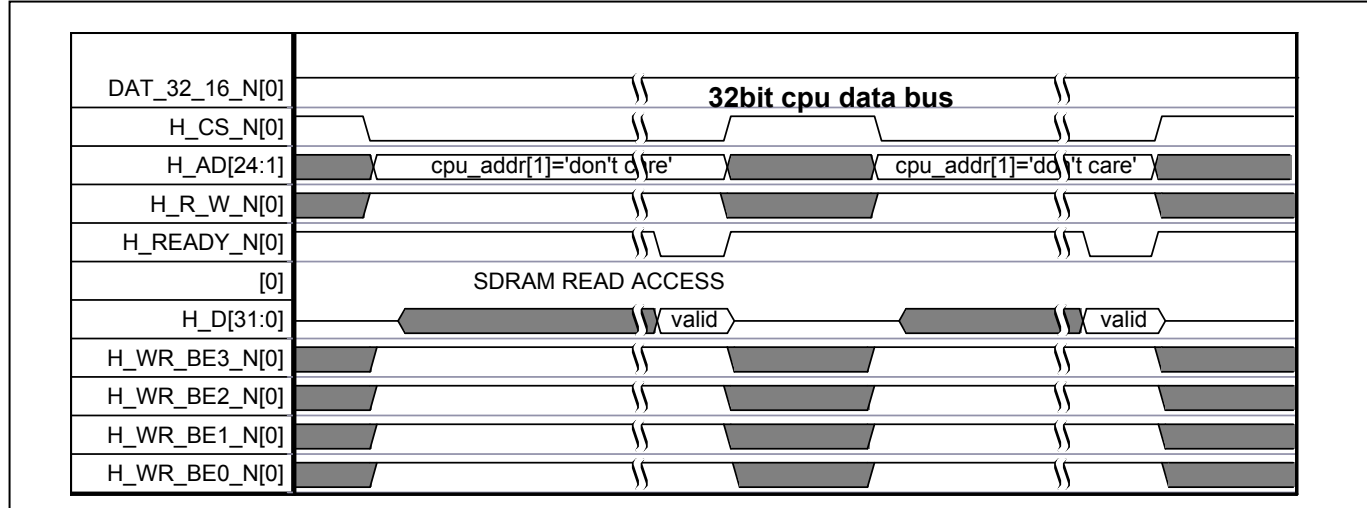 DAT_32_16_N[0]
32bit cpu data bus
H_CS_N[0]
H_AD[24:1] cpu_addr[1]='don't care' cpu_addr[1]='don't care'
H_R_W_N[0]
H_READY_N[0]
[0] SDRAM READ ACCESS
H_D[31:0] valid valid
H_WR_BE3_N[0]
H_WR_BE2_N[0]
H_WR_BE1_N[0]
H_WR_BE0_N[0]